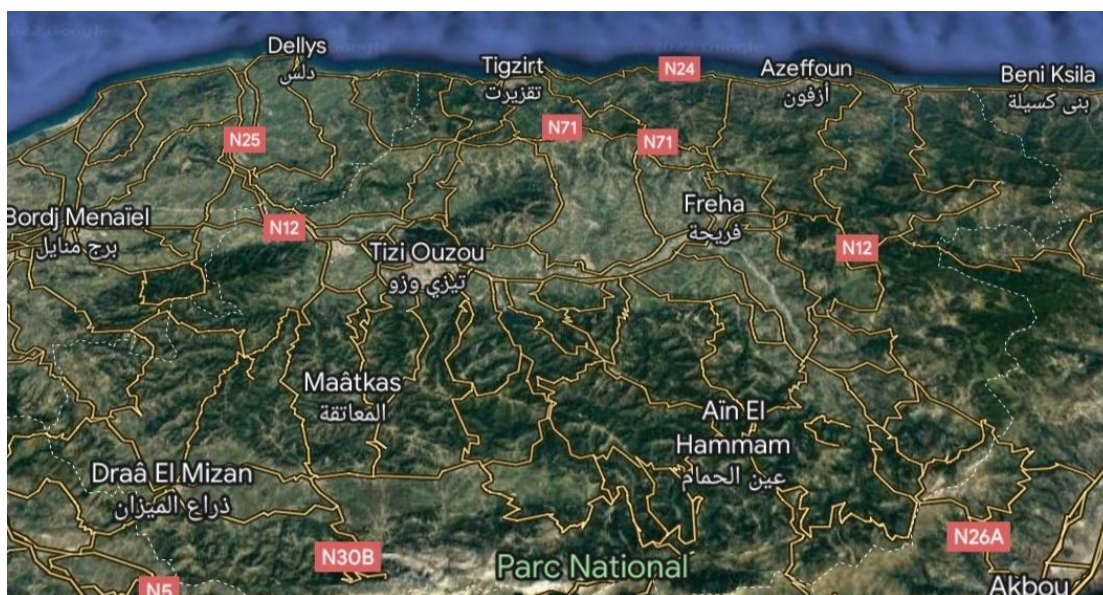 Dellys
دلس
Tigzirt
تقزيرت
N24
Azeffoun
أزفون
Beni Ksila
بنى كسيلة
N25
N71
N71
Bordj Menaïel
برج منايل
N12
Tizi Ouzou
تيزي وزو
Freha
فريحة
N12
Maâtkas
المعاتقة
Aïn El
Hammam
عين الحمام
Draâ El Mizan
ذراع الميزان
N30B
N26A
Parc National
N5
Akbou